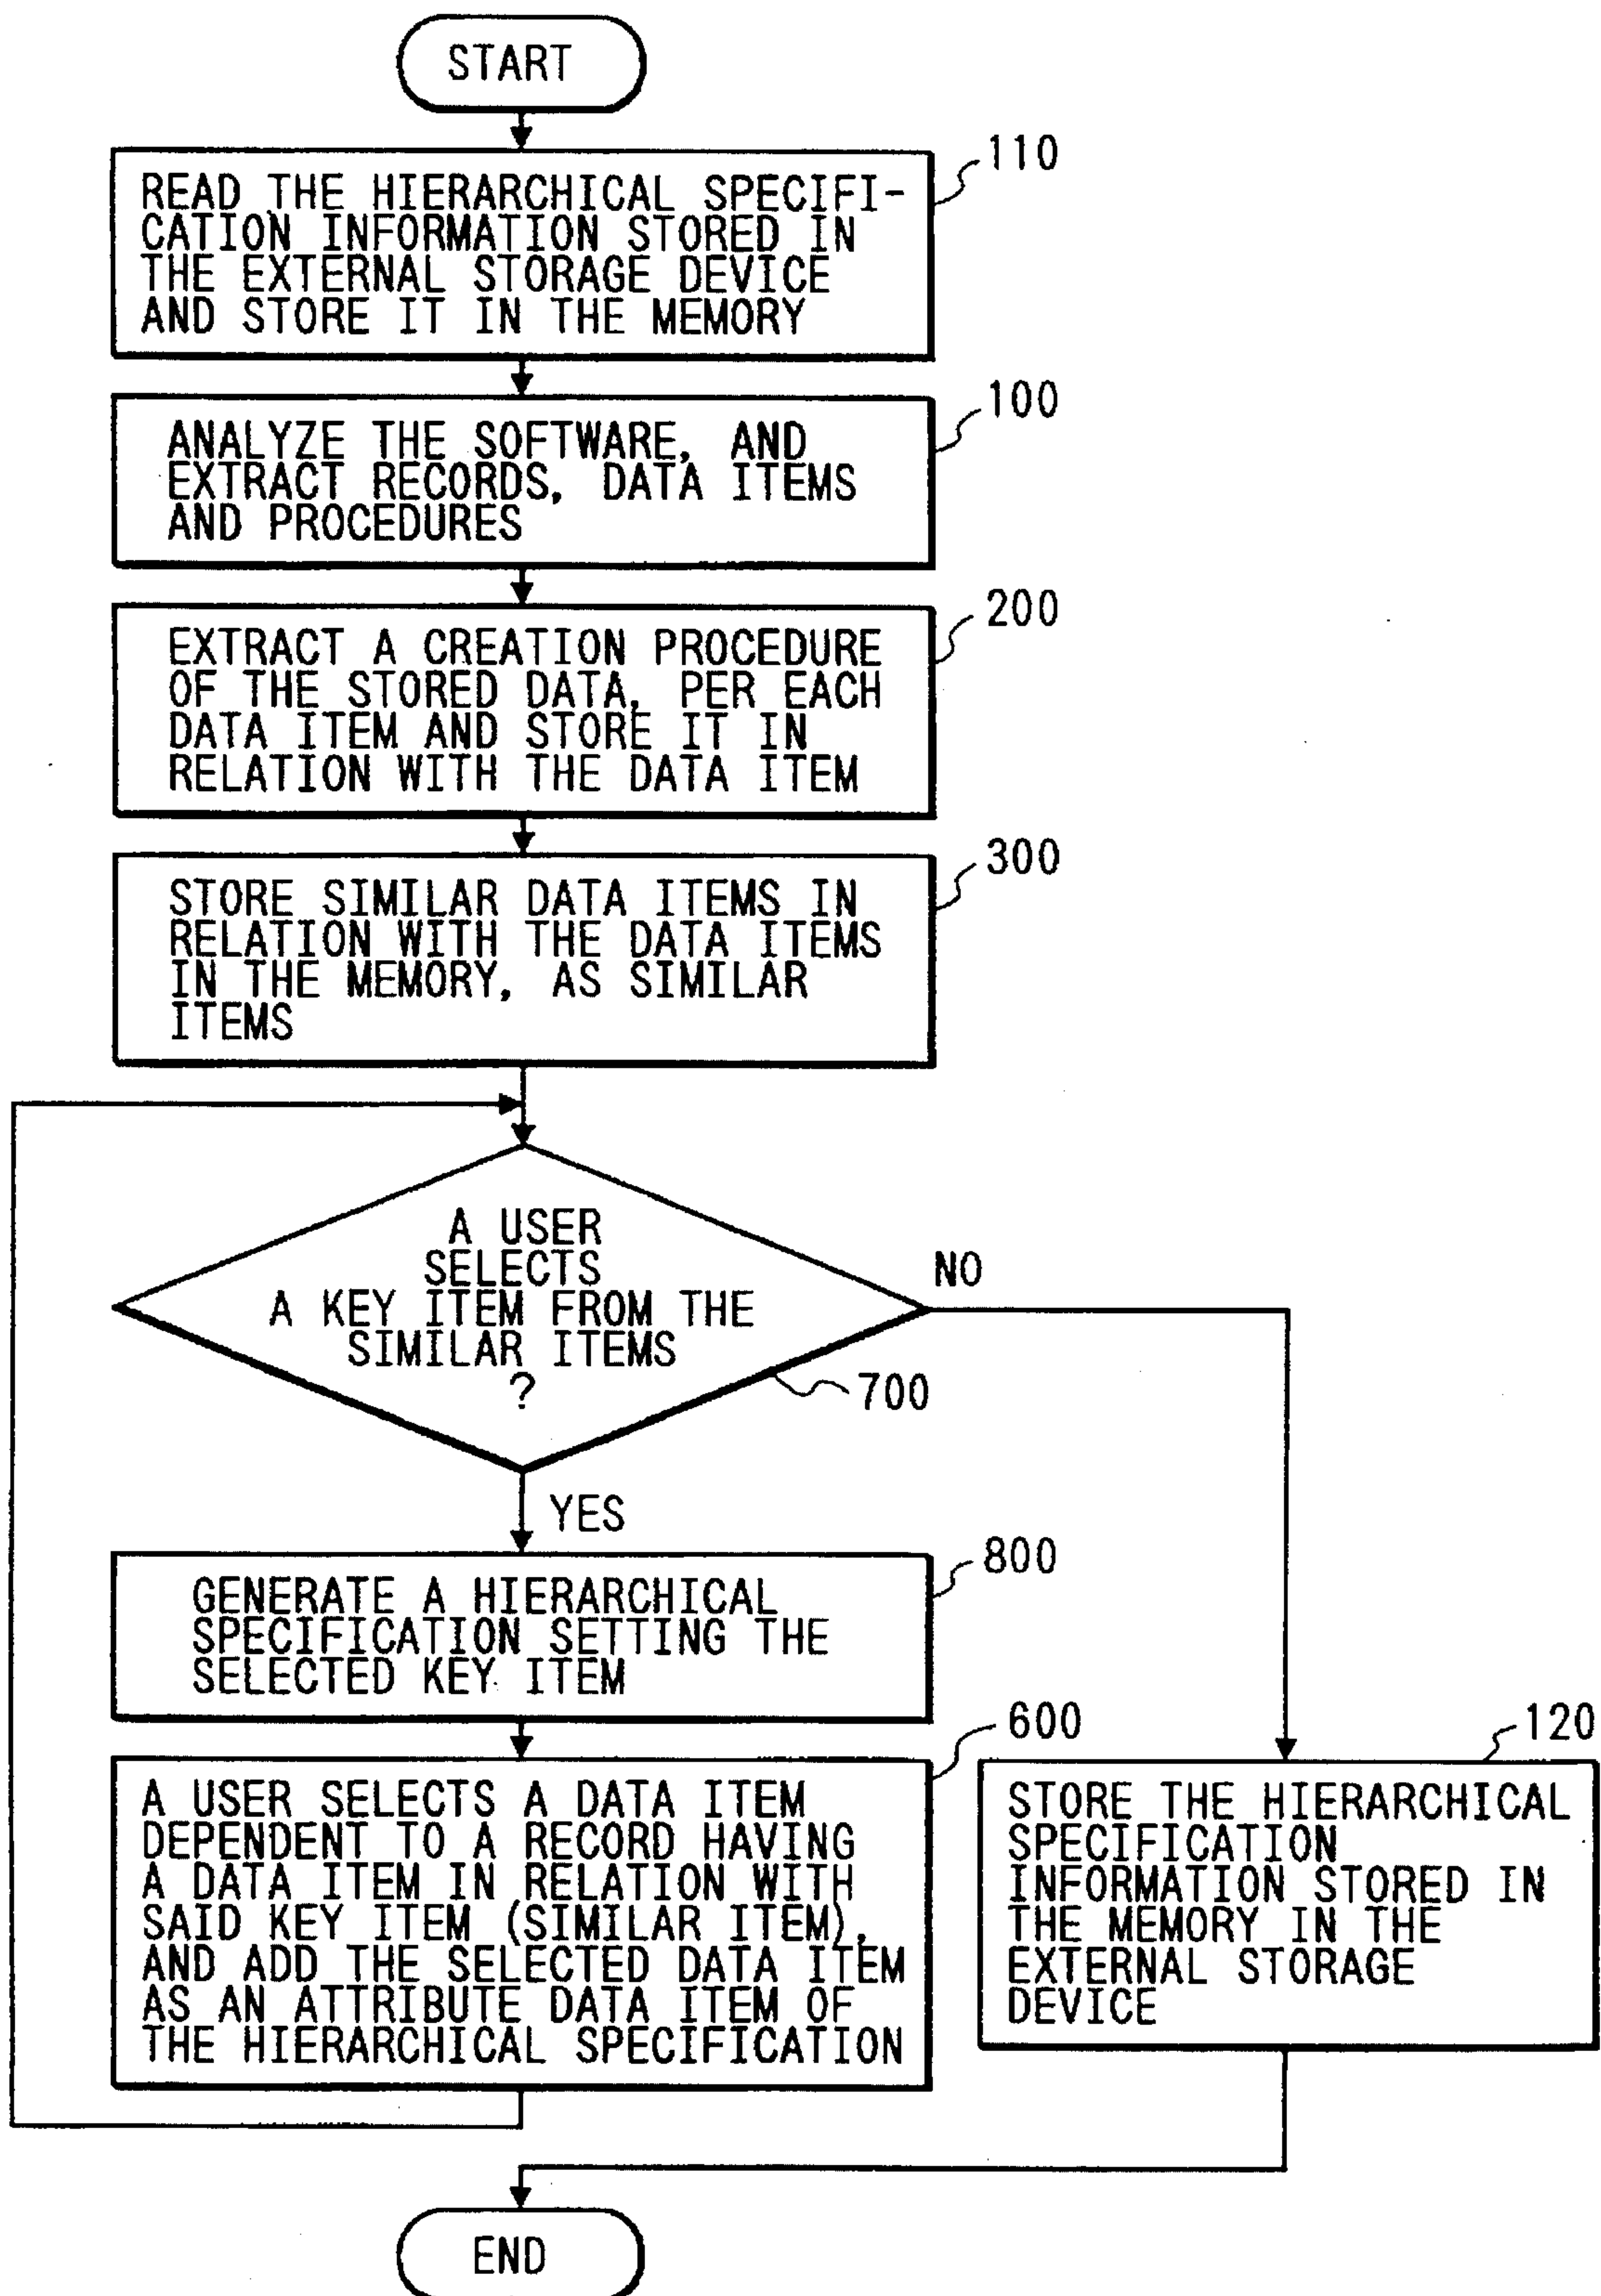 START
110
READ THE HIERARCHICAL SPECIFI-
CATION INFORMATION STORED IN
THE EXTERNAL STORAGE DEVICE
AND STORE IT IN THE MEMORY
100
ANALYZE THE SOFTWARE, AND
EXTRACT RECORDS, DATA ITEMS
AND PROCEDURES
200
EXTRACT A CREATION PROCEDURE
OF THE STORED DATA, PER EACH
DATA ITEM AND STORE IT IN
RELATION WITH THE DATA ITEM
300
STORE SIMILAR DATA ITEMS IN
RELATION WITH THE DATA ITEMS
IN THE MEMORY, AS SIMILAR
ITEMS
A USER
SELECTS
A KEY ITEM FROM THE
SIMILAR ITEMS
?
NO
700
YES
800
GENERATE A HIERARCHICAL
SPECIFICATION SETTING THE
SELECTED KEY ITEM
600
A USER SELECTS A DATA ITEM
DEPENDENT TO A RECORD HAVING
A DATA ITEM IN RELATION WITH
SAID KEY ITEM (SIMILAR ITEM),
AND ADD THE SELECTED DATA ITEM
AS AN ATTRIBUTE DATA ITEM OF
THE HIERARCHICAL SPECIFICATION
120
STORE THE HIERARCHICAL
SPECIFICATION
INFORMATION STORED IN
THE MEMORY IN THE
EXTERNAL STORAGE
DEVICE
END